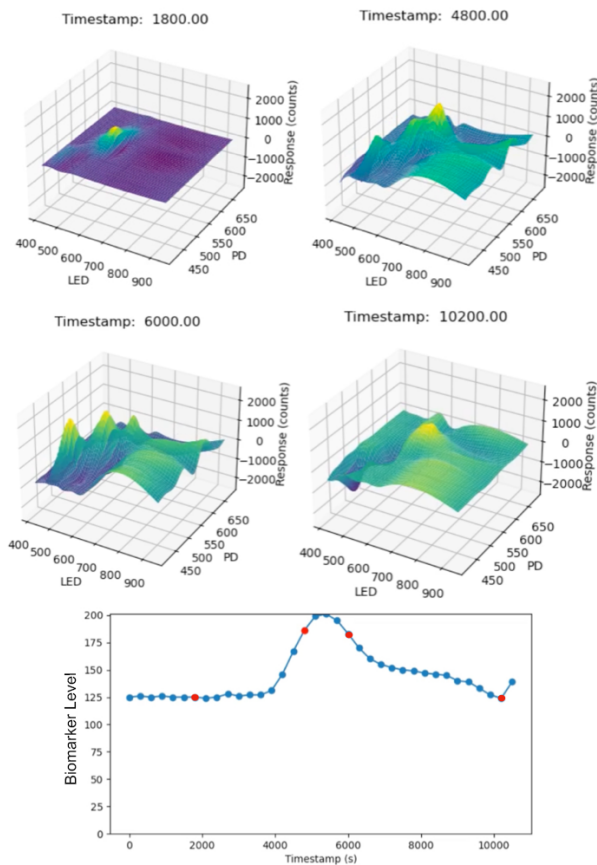 Timestamp: 1800.00
2000
1000
0
-1000
-2000
Response (counts)
650
600
550
500
450
PD
400 500 600 700 800 900
LED
Timestamp: 4800.00
2000
1000
0
-1000
-2000
Response (counts)
650
600
550
500
450
PD
400 500 600 700 800 900
LED
Timestamp: 6000.00
2000
1000
0
-1000
-2000
Response (counts)
650
600
550
500
450
PD
400 500 600 700 800 900
LED
Timestamp: 10200.00
2000
1000
0
-1000
-2000
Response (counts)
650
600
550
500
450
PD
400 500 600 700 800 900
LED
200
175
150
125
100
75
50
25
0
Biomarker Level
0 2000 4000 6000 8000 10000
Timestamp (s)